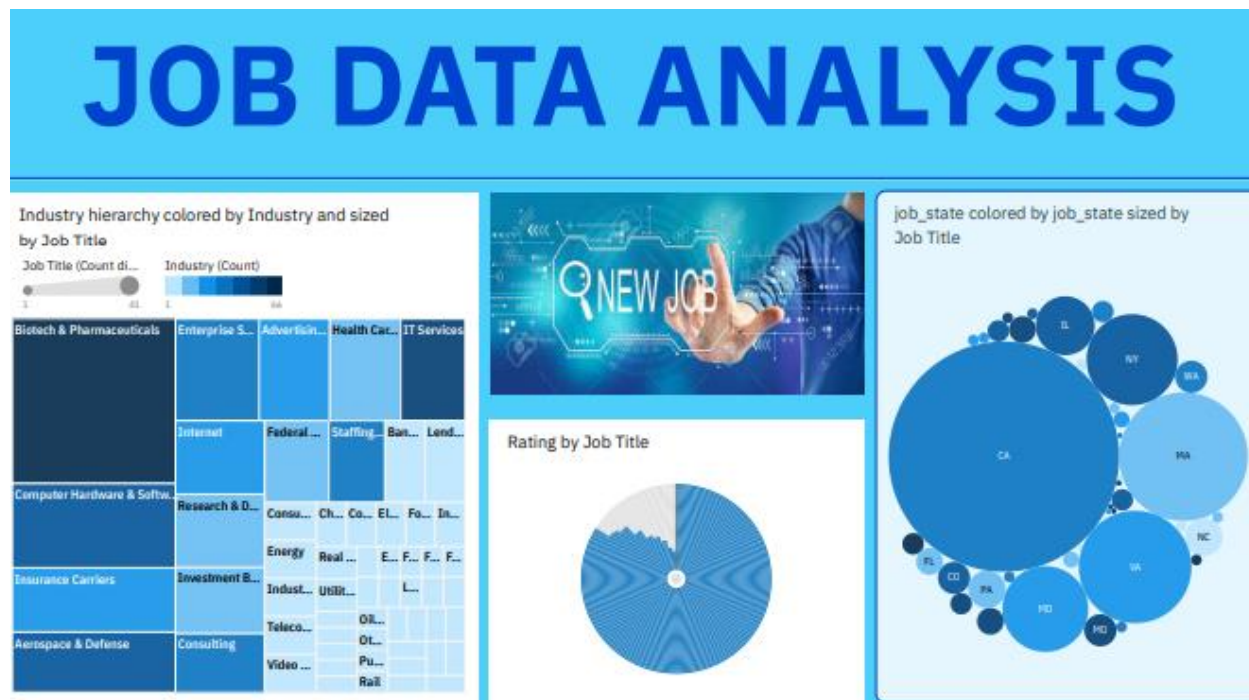 JOB DATA ANALYSIS
Industry hierarchy colored by Industry and sized
by Job Title
Job Title (Count di...
Industry (Count)
1
41
1
66
Biotech & Pharmaceuticals
Enterprise S...
Advertisin...
Health Car...
IT Services
Internet
Federal ...
Staffing...
Ban...
Lend...
Computer Hardware & Softw...
Research & D...
Consu...
Ch...
Co...
El...
Fo...
In...
Energy
Real ...
E...
F...
F...
F...
Insurance Carriers
Investment B...
Indust...
Utilit...
L...
Teleco...
Oil...
Ot...
Aerospace & Defense
Consulting
Video ...
Pu...
Rail
NEW JOB
Rating by Job Title
job_state colored by job_state sized by
Job Title
IL
NY
WA
CA
MA
NC
FL
CO
PA
VA
MD
MO